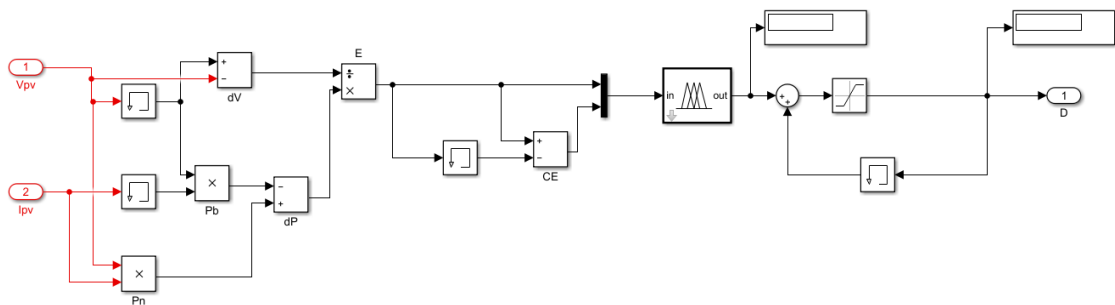 E
1
Vpv
+
−
dV
÷
×
in
out
+
+
1
D
+
−
CE
2
Ipv
×
Pb
−
+
dP
×
Pn